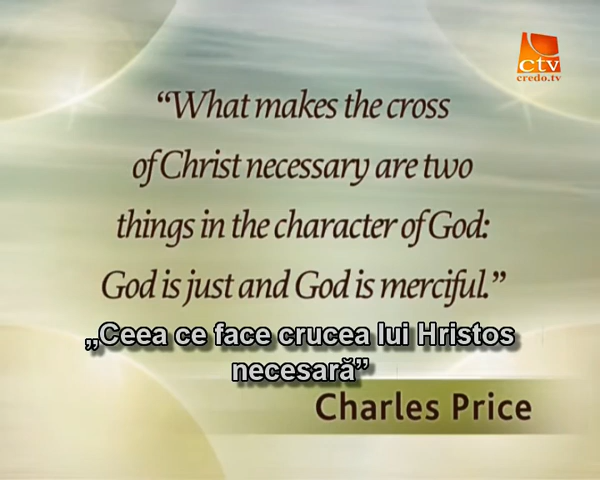 ctv
credo.tv
“What makes the cross
of Christ necessary are two
things in the character of God:
God is just and God is merciful.”
„Ceea ce face crucea lui Hristos
necesară”
Charles Price